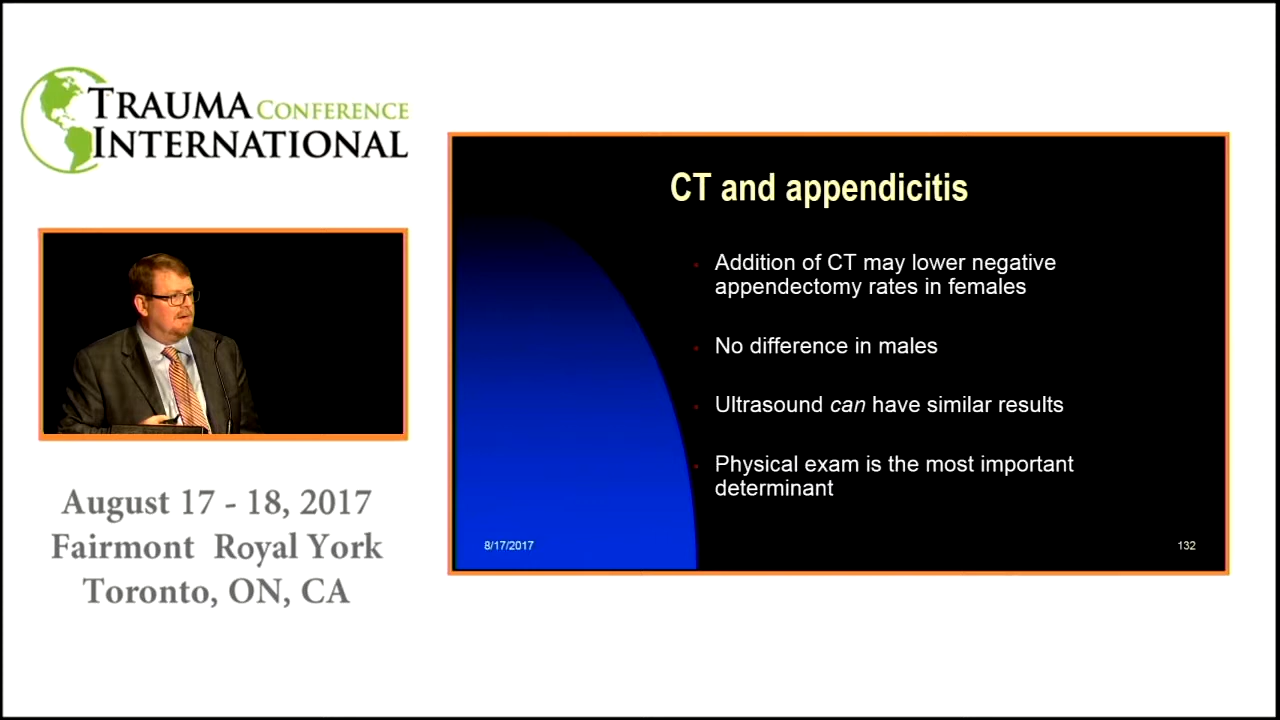 TRAUMA CONFERENCE
INTERNATIONAL
August 17 - 18, 2017
Fairmont Royal York
Toronto, ON, CA
CT and appendicitis
Addition of CT may lower negative
appendectomy rates in females
No difference in males
Ultrasound can have similar results
Physical exam is the most important
determinant
8/17/2017
132